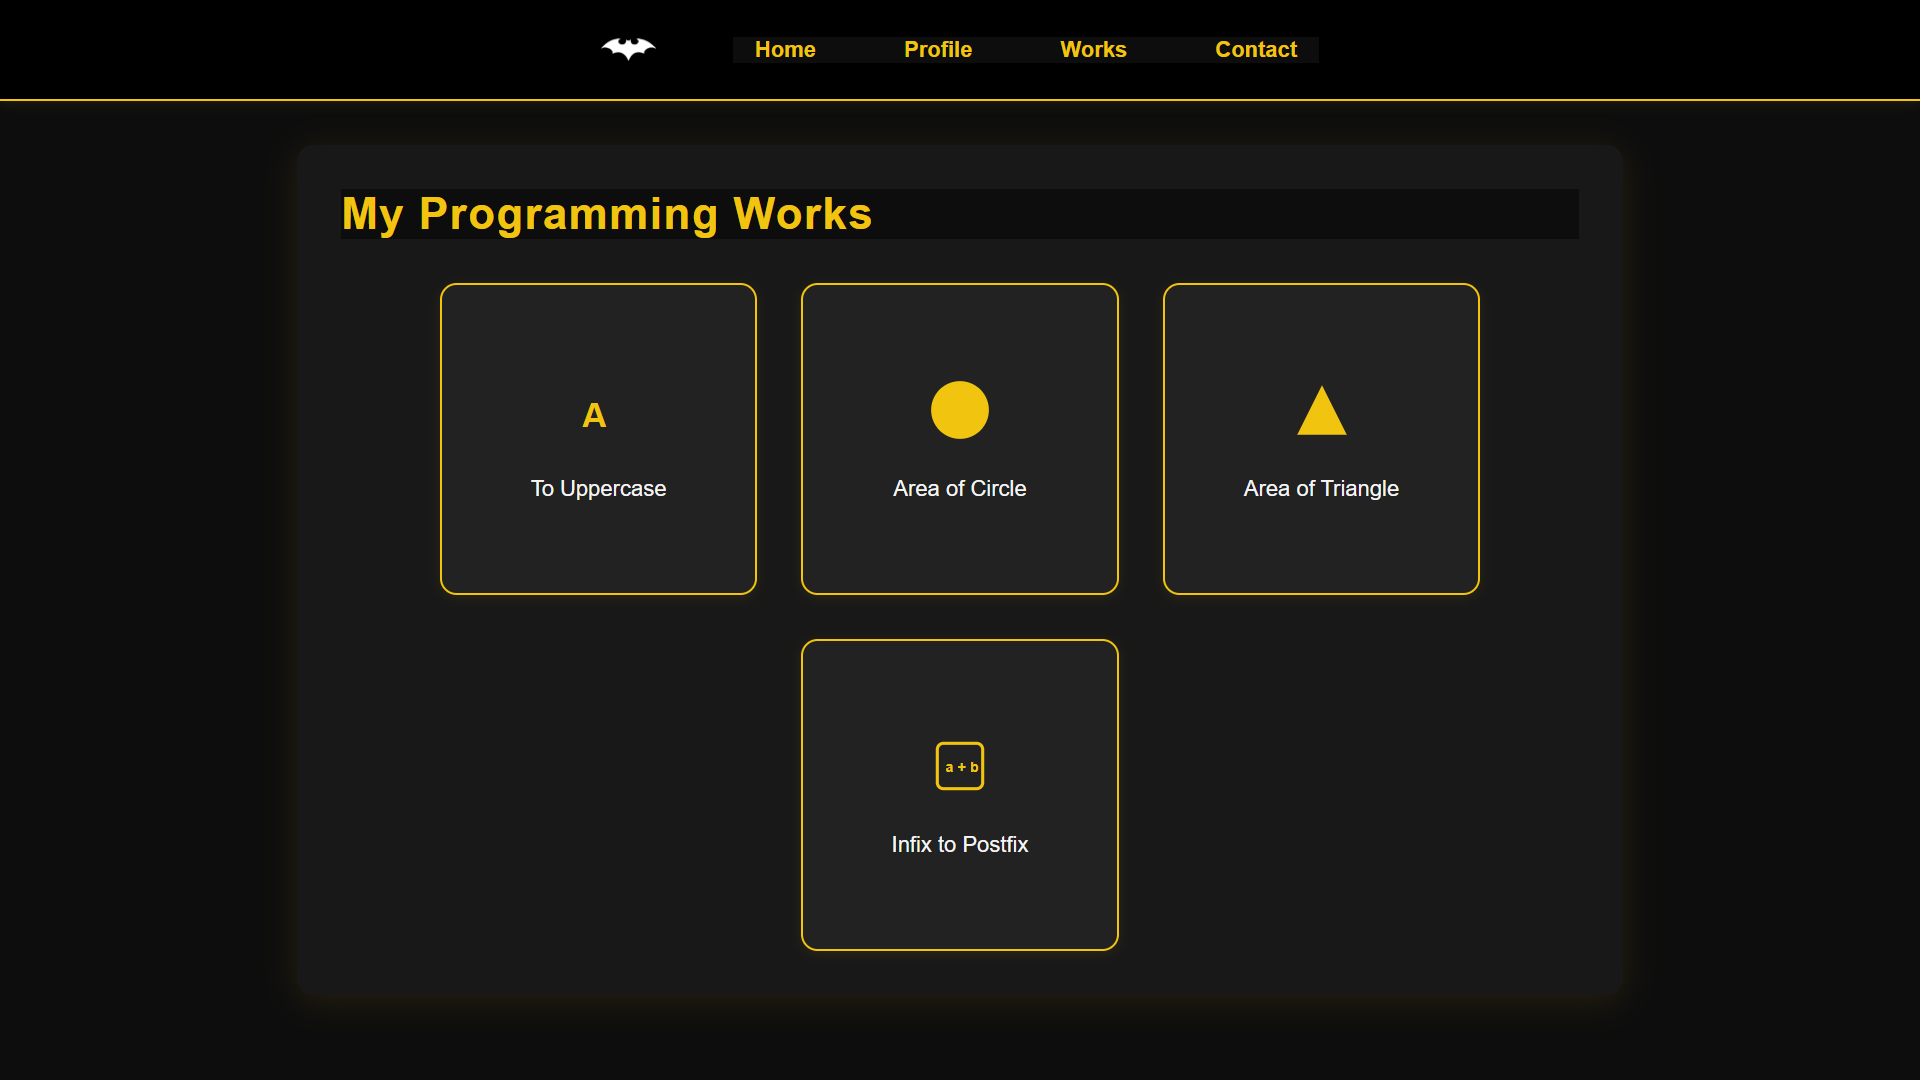 Home Profile Works Contact
My Programming Works
A
To Uppercase
Area of Circle
Area of Triangle
a + b
Infix to Postfix